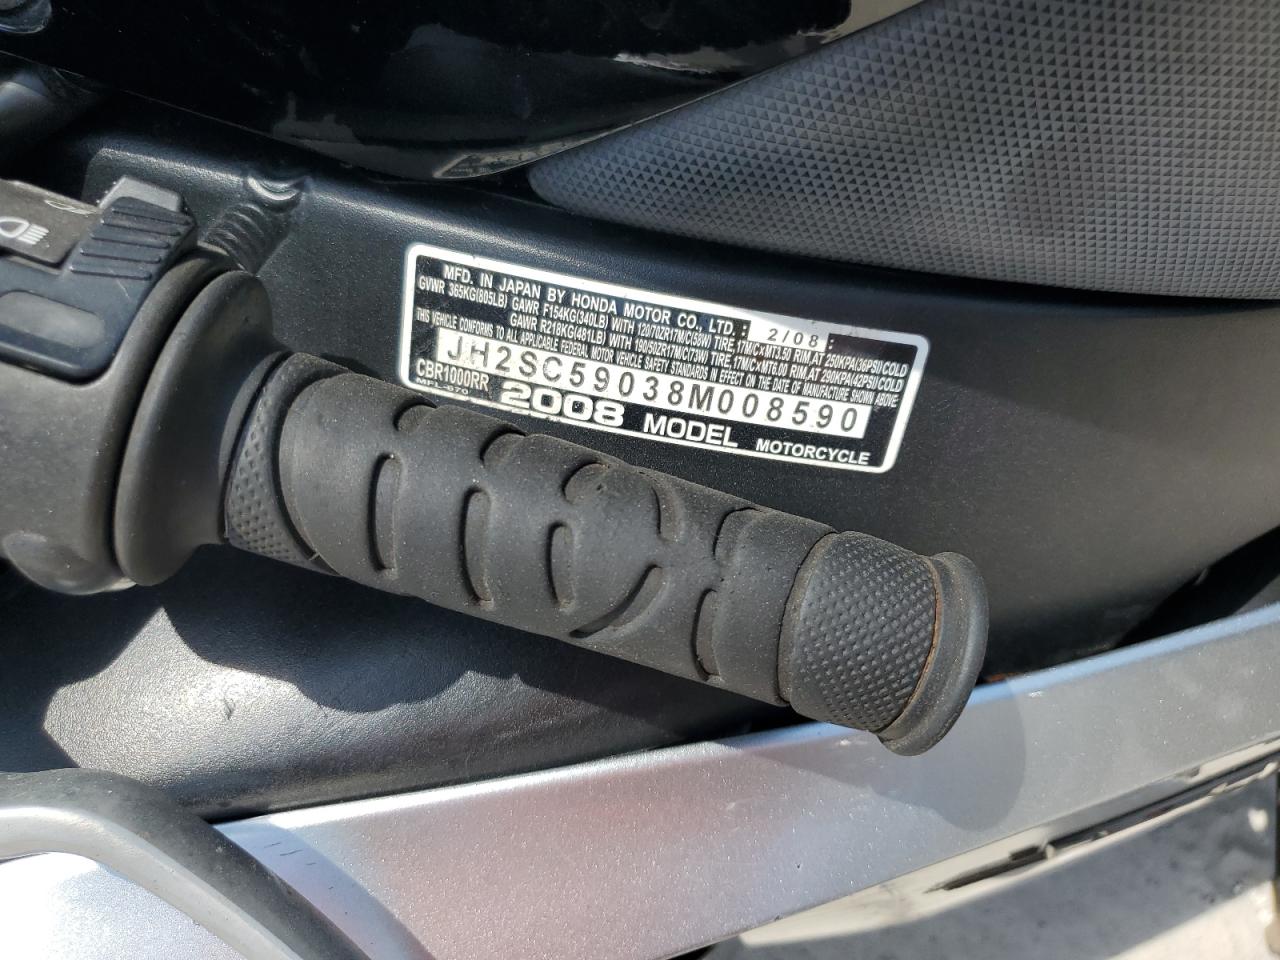 MFD. IN JAPAN BY HONDA MOTOR CO., LTD.: 2/08:
GVWR 365KG(805LB) GAWR F154KG(340LB) WITH 120/70ZR17M/C(58W) TIRE 17M/C×MT3.50 RIM AT 250KPA(36PSI) COLD
GAWR R218KG(481LB) WITH 190/50ZR17M/C(73W) TIRE 17M/C×MT6.00 RIM AT 290KPA(42PSI) COLD
THIS VEHICLE CONFORMS TO ALL APPLICABLE FEDERAL MOTOR VEHICLE SAFETY STANDARDS IN EFFECT ON THE DATE OF MANUFACTURE SHOWN ABOVE.
JH2SC59038M008590
CBR1000RR 2008 MODEL MOTORCYCLE
MFL-670